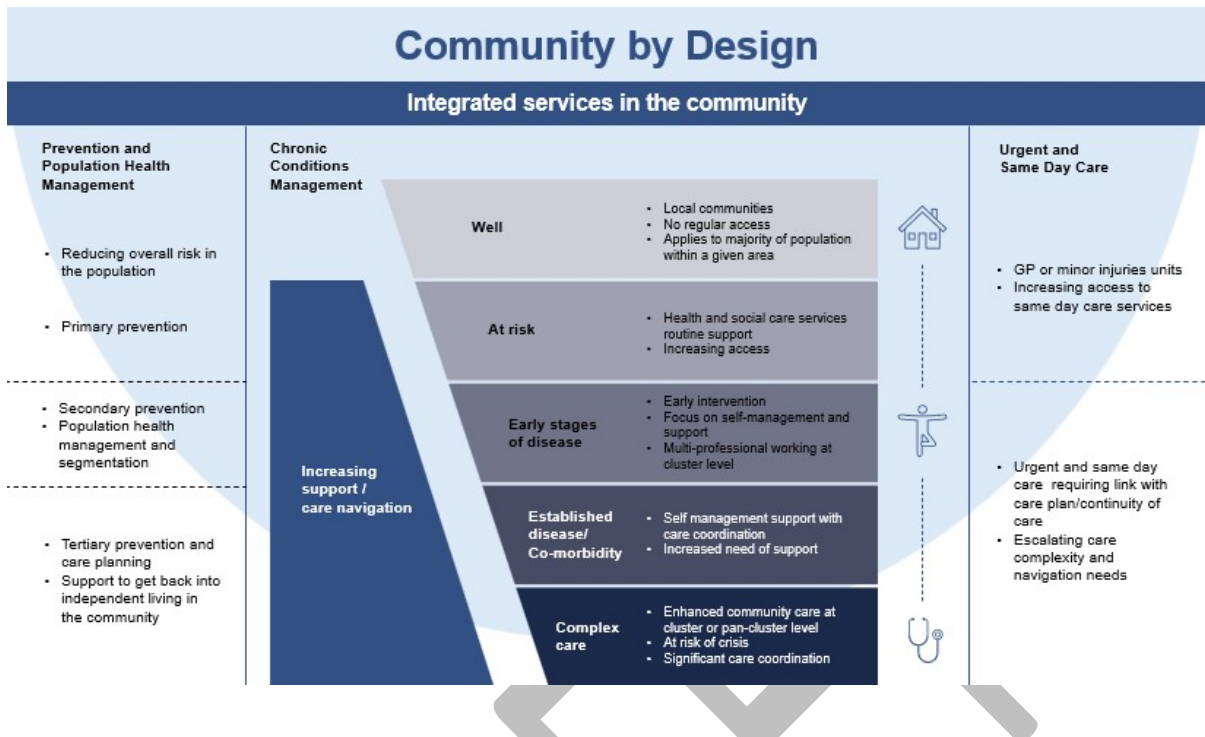 Community by Design
Integrated services in the community
Prevention and
Population Health
Management
• Reducing overall risk in
the population
• Primary prevention
• Secondary prevention
• Population health
management and
segmentation
• Tertiary prevention and
care planning
• Support to get back into
independent living in
the community
Chronic
Conditions
Management
Increasing
support /
care navigation
Well
• Local communities
• No regular access
• Applies to majority of population
within a given area
At risk
• Health and social care services
routine support
• Increasing access
Early stages
of disease
• Early intervention
• Focus on self-management and
support
• Multi-professional working at
cluster level
Established
disease/
Co-morbidity
• Self management support with
care coordination
• Increased need of support
Complex
care
• Enhanced community care at
cluster or pan-cluster level
• At risk of crisis
• Significant care coordination
Urgent and
Same Day Care
• GP or minor injuries units
• Increasing access to
same day care services
• Urgent and same day
care requiring link with
care plan/continuity of
care
• Escalating care
complexity and
navigation needs